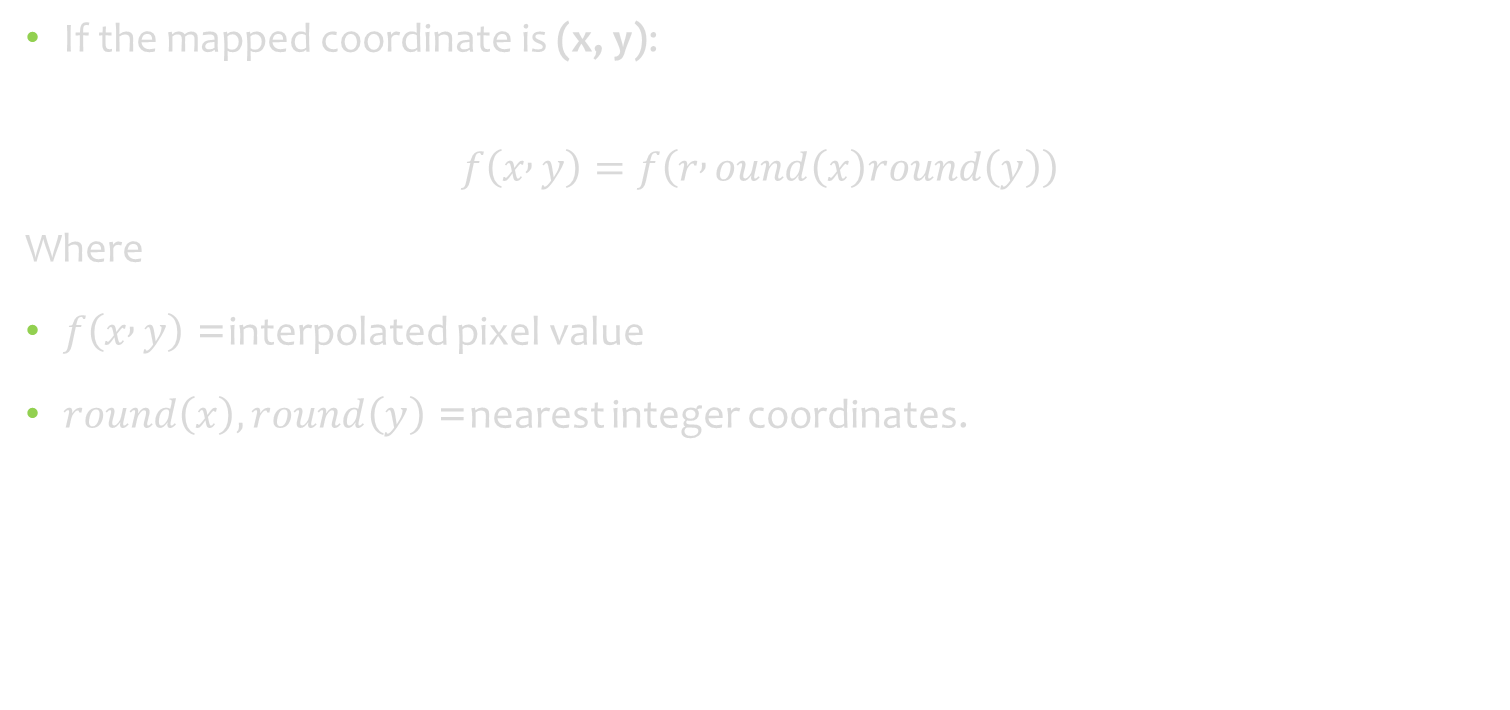 • If the mapped coordinate is (x, y):
f(x, y) = f(r, ound(x)round(y))
Where
• f(x, y) =interpolated pixel value
• round(x), round(y) =nearest integer coordinates.